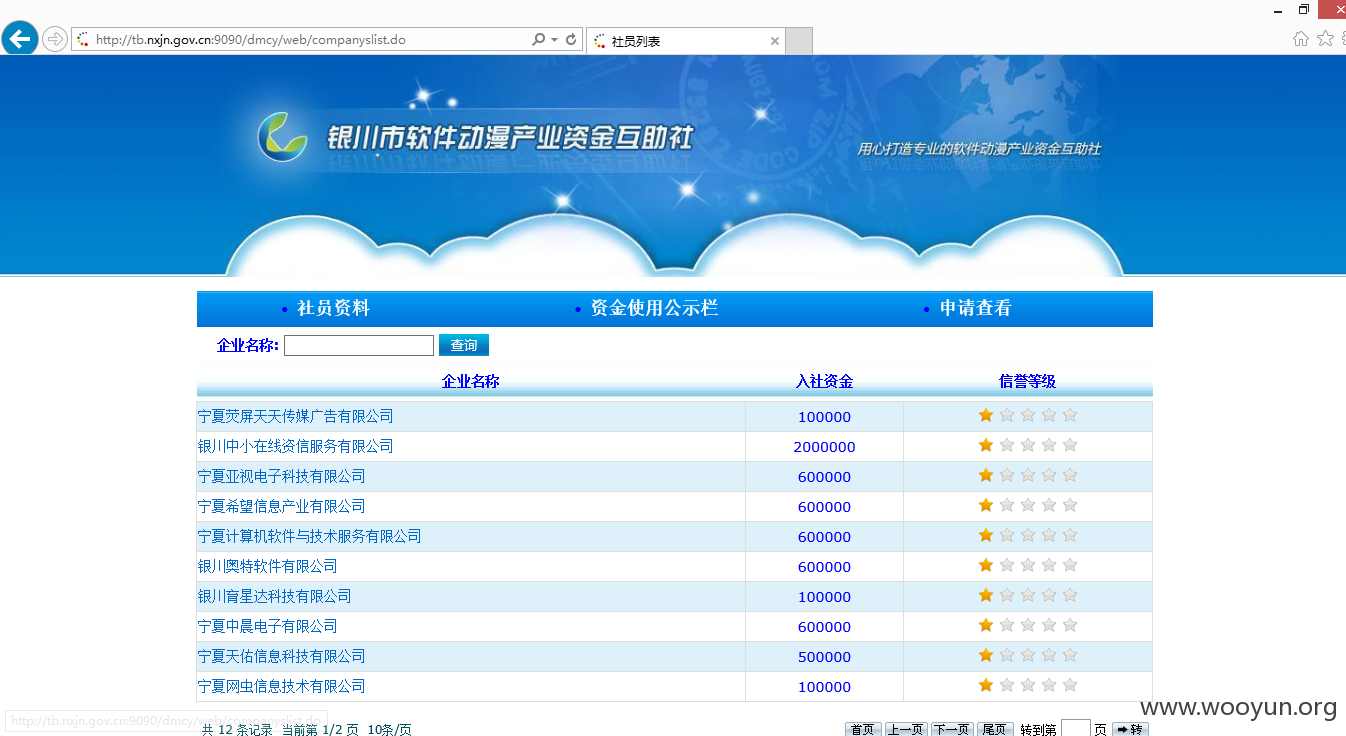 http://tb.nxjn.gov.cn:9090/dmcy/web/companyslist.do 社员列表
银川市软件动漫产业资金互助社
用心打造专业的软件动漫产业资金互助社
社员资料 资金使用公示栏 申请查看
企业名称: 查询
企业名称 入社资金 信誉等级
宁夏荧屏天天传媒广告有限公司 100000
银川中小在线资信服务有限公司 2000000
宁夏亚视电子科技有限公司 600000
宁夏希望信息产业有限公司 600000
宁夏计算机软件与技术服务有限公司 600000
银川奥特软件有限公司 600000
银川育星达科技有限公司 100000
宁夏中晨电子有限公司 600000
宁夏天佑信息科技有限公司 500000
宁夏网虫信息技术有限公司 100000
www.wooyun.org
http://tb.nxjn.gov.cn:9090/dmcy/web/companyslist.do
共 12 条记录 当前第 1/2 页 10条/页 首页 上一页 下一页 尾页 转到第 页 转